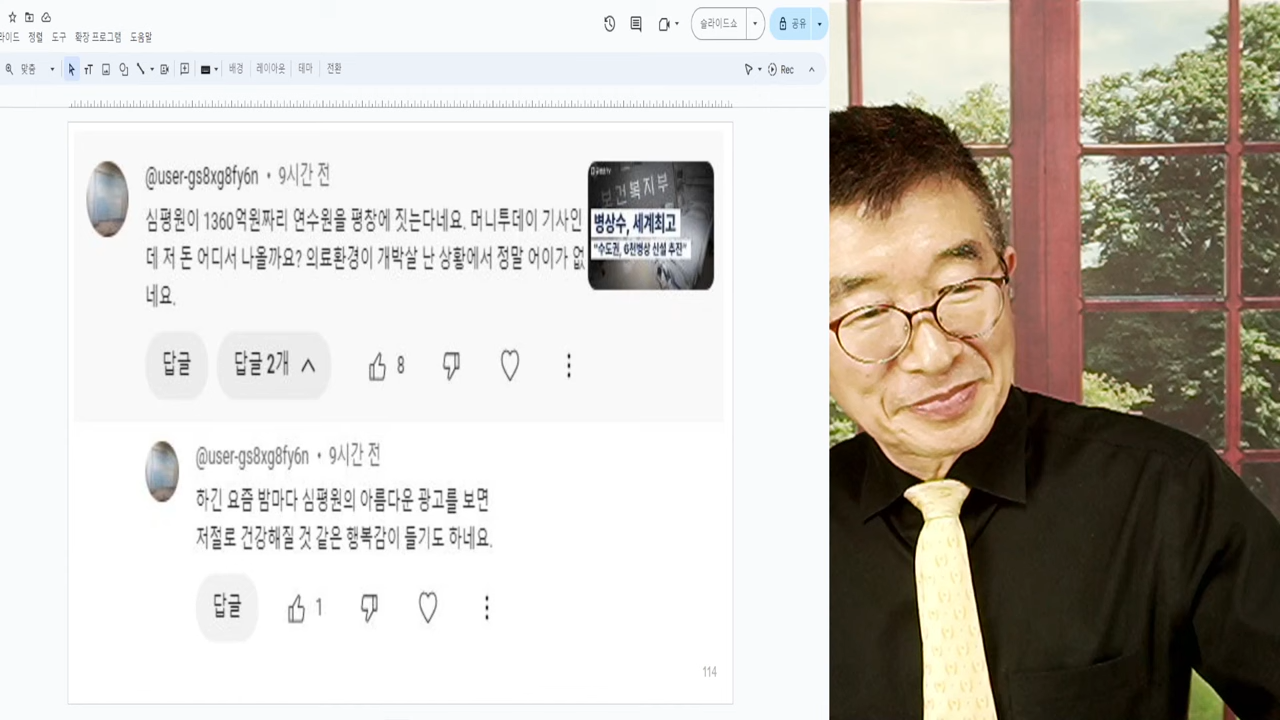 라이드 정렬 도구 확장 프로그램 도움말
슬라이드쇼
공유
맞춤
배경
레이아웃
테마
전환
Rec
@user-gs8xg8fy6n • 9시간 전
심평원이 1360억원짜리 연수원을 평창에 짓는다네요. 머니투데이 기사인
데 저 돈 어디서 나올까요? 의료환경이 개박살 난 상황에서 정말 어이가 없
네요.
보건복지부
병상수, 세계최고
"수도권, 6천병상 신설 추진"
답글
답글 2개
8
@user-gs8xg8fy6n • 9시간 전
하긴 요즘 밤마다 심평원의 아름다운 광고를 보면
저절로 건강해질 것 같은 행복감이 들기도 하네요.
답글
1
114